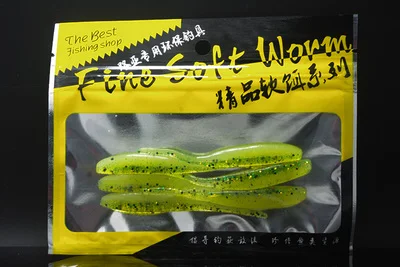 The Best
Fishing shop
路亚专用环保钓具
Fine Soft Worm
精品软饵系列